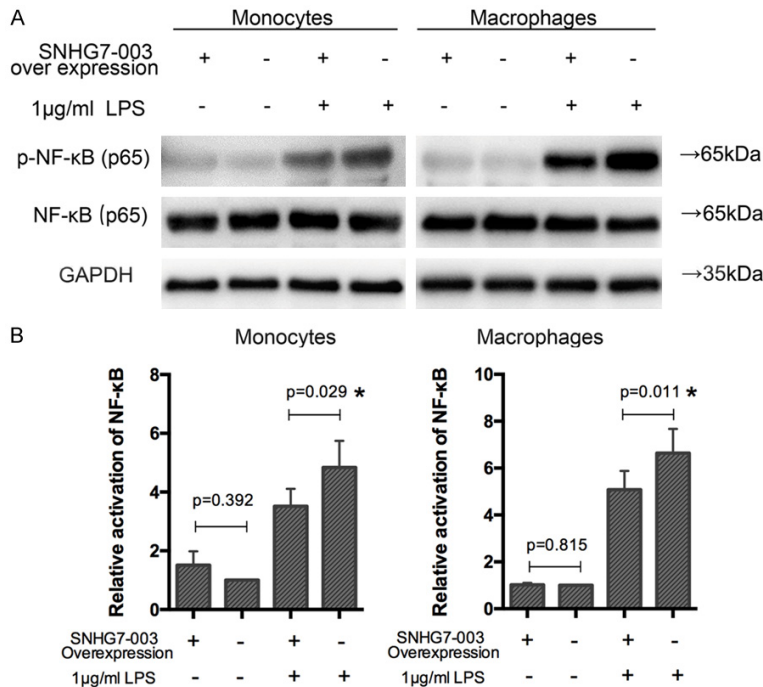 A
Monocytes Macrophages
SNHG7-003
over expression + - + - + - + -
1μg/ml LPS - - + + - - + +
p-NF-κB (p65) →65kDa
NF-κB (p65) →65kDa
GAPDH →35kDa
B
Monocytes
Relative activation of NF-κB
8
6
4
2
0
p=0.392
p=0.029 *
SNHG7-003
Overexpression + - + -
1μg/ml LPS - - + +
Macrophages
Relative activation of NF-κB
10
8
6
4
2
0
p=0.815
p=0.011 *
SNHG7-003
Overexpression + - + -
1μg/ml LPS - - + +